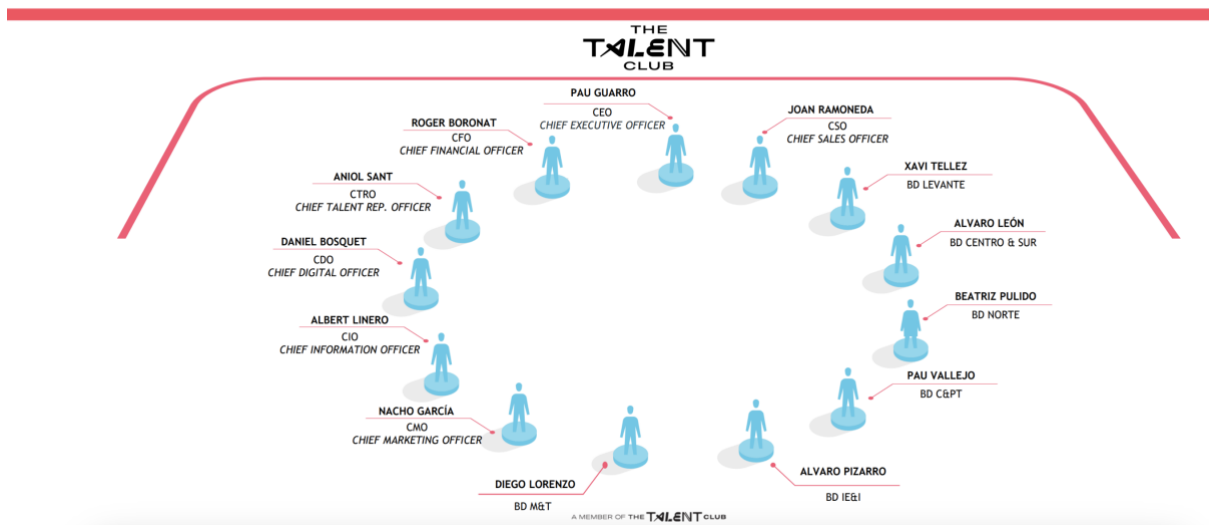 THE
TALENT
CLUB
PAU GUARRO
CEO
CHIEF EXECUTIVE OFFICER
JOAN RAMONEDA
CSO
CHIEF SALES OFFICER
ROGER BORONAT
CFO
CHIEF FINANCIAL OFFICER
XAVI TELLEZ
BD LEVANTE
ANIOL SANT
CTRO
CHIEF TALENT REP. OFFICER
ALVARO LEÓN
BD CENTRO & SUR
DANIEL BOSQUET
CDO
CHIEF DIGITAL OFFICER
BEATRIZ PULIDO
BD NORTE
ALBERT LINERO
CIO
CHIEF INFORMATION OFFICER
PAU VALLEJO
BD C&PT
NACHO GARCÍA
CMO
CHIEF MARKETING OFFICER
ALVARO PIZARRO
BD IE&I
DIEGO LORENZO
BD M&T
A MEMBER OF THE TALENT CLUB